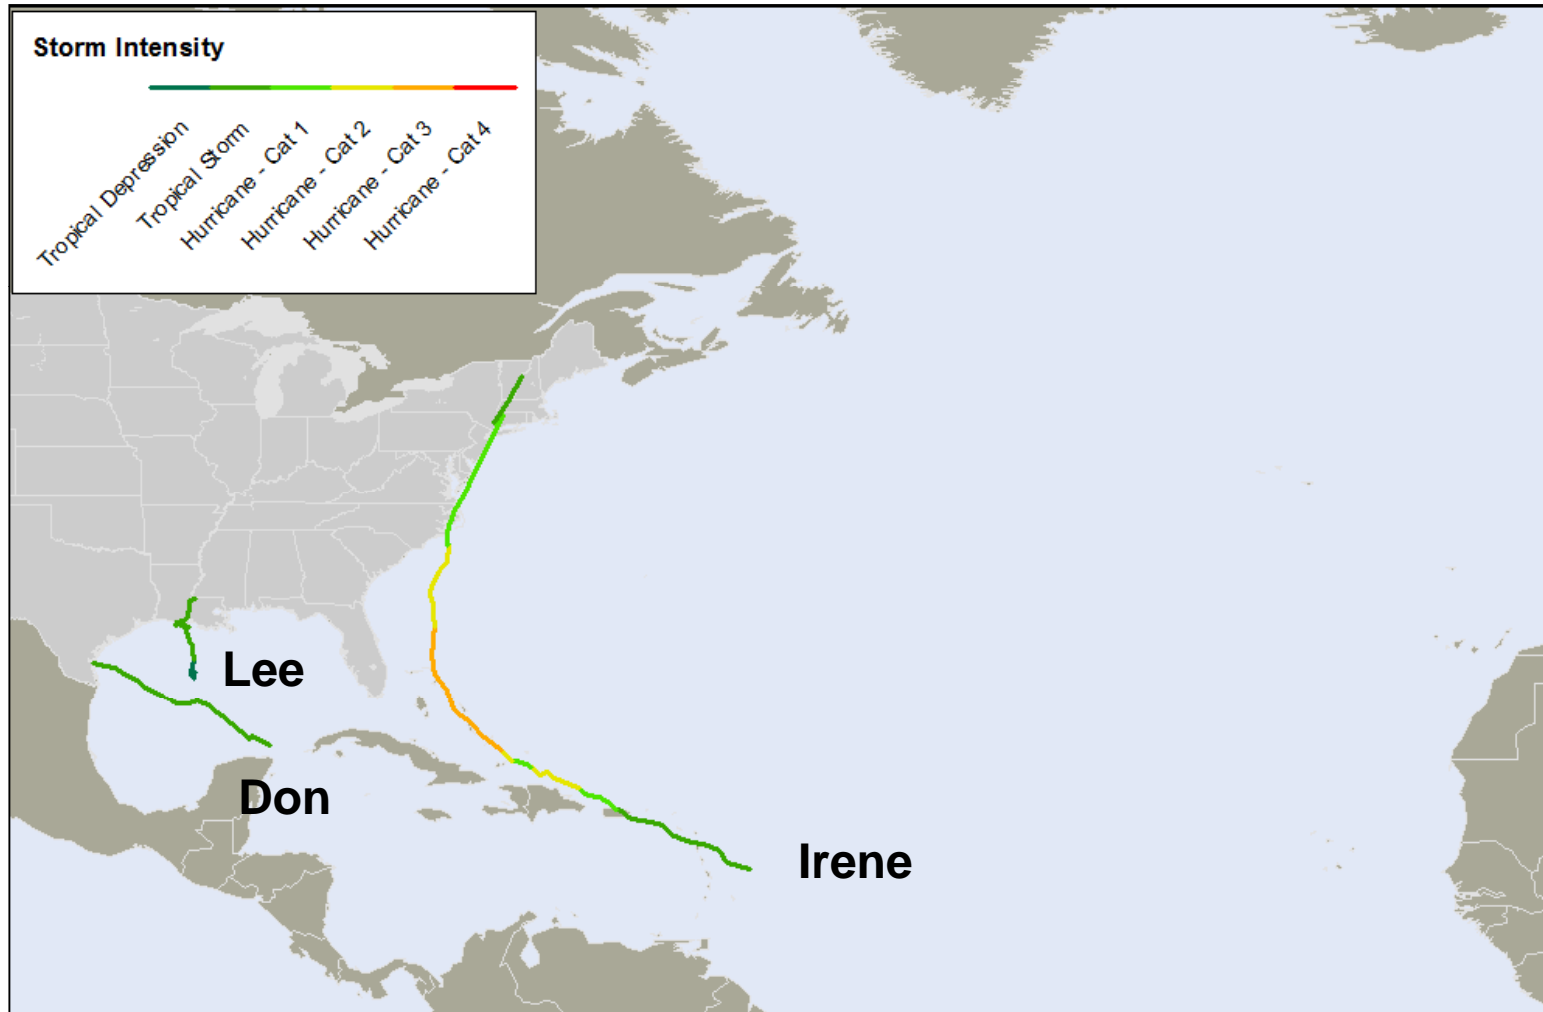 Storm Intensity
Tropical Depression
Tropical Storm
Hurricane - Cat 1
Hurricane - Cat 2
Hurricane - Cat 3
Hurricane - Cat 4
Lee
Don
Irene